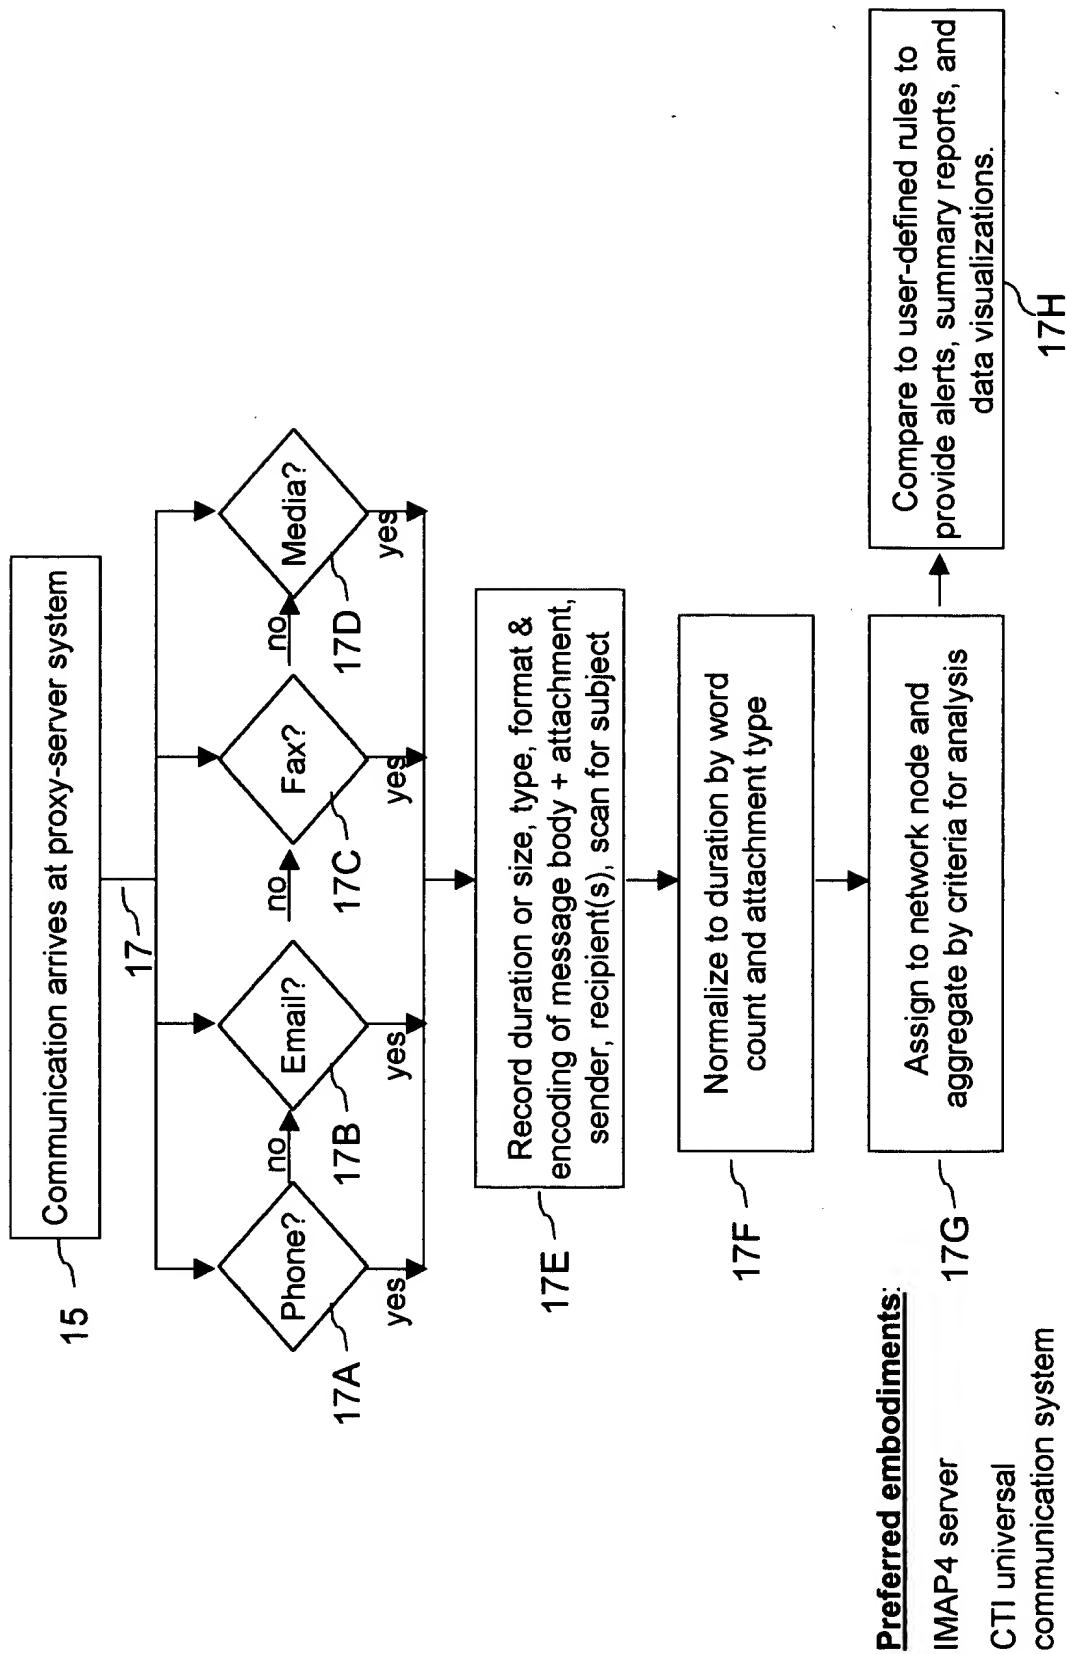 Communication arrives at proxy-server system
15
17
Phone?
no
Email?
no
Fax?
no
Media?
17A
17B
17C
17D
yes
yes
yes
yes
Record duration or size, type, format &
encoding of message body + attachment,
sender, recipient(s), scan for subject
17E
Normalize to duration by word
count and attachment type
17F
Assign to network node and
aggregate by criteria for analysis
17G
Compare to user-defined rules to
provide alerts, summary reports, and
data visualizations.
17H
Preferred embodiments:
IMAP4 server
CTI universal
communication system